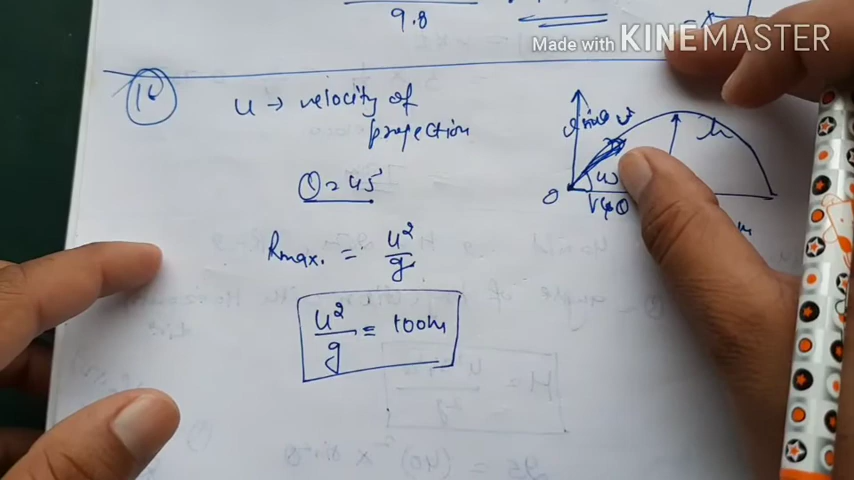 9.8
Made with KINEMASTER
16
u → velocity of
projection
θ = 45°
h
Rmax. = u²/g
u²/g = 100m